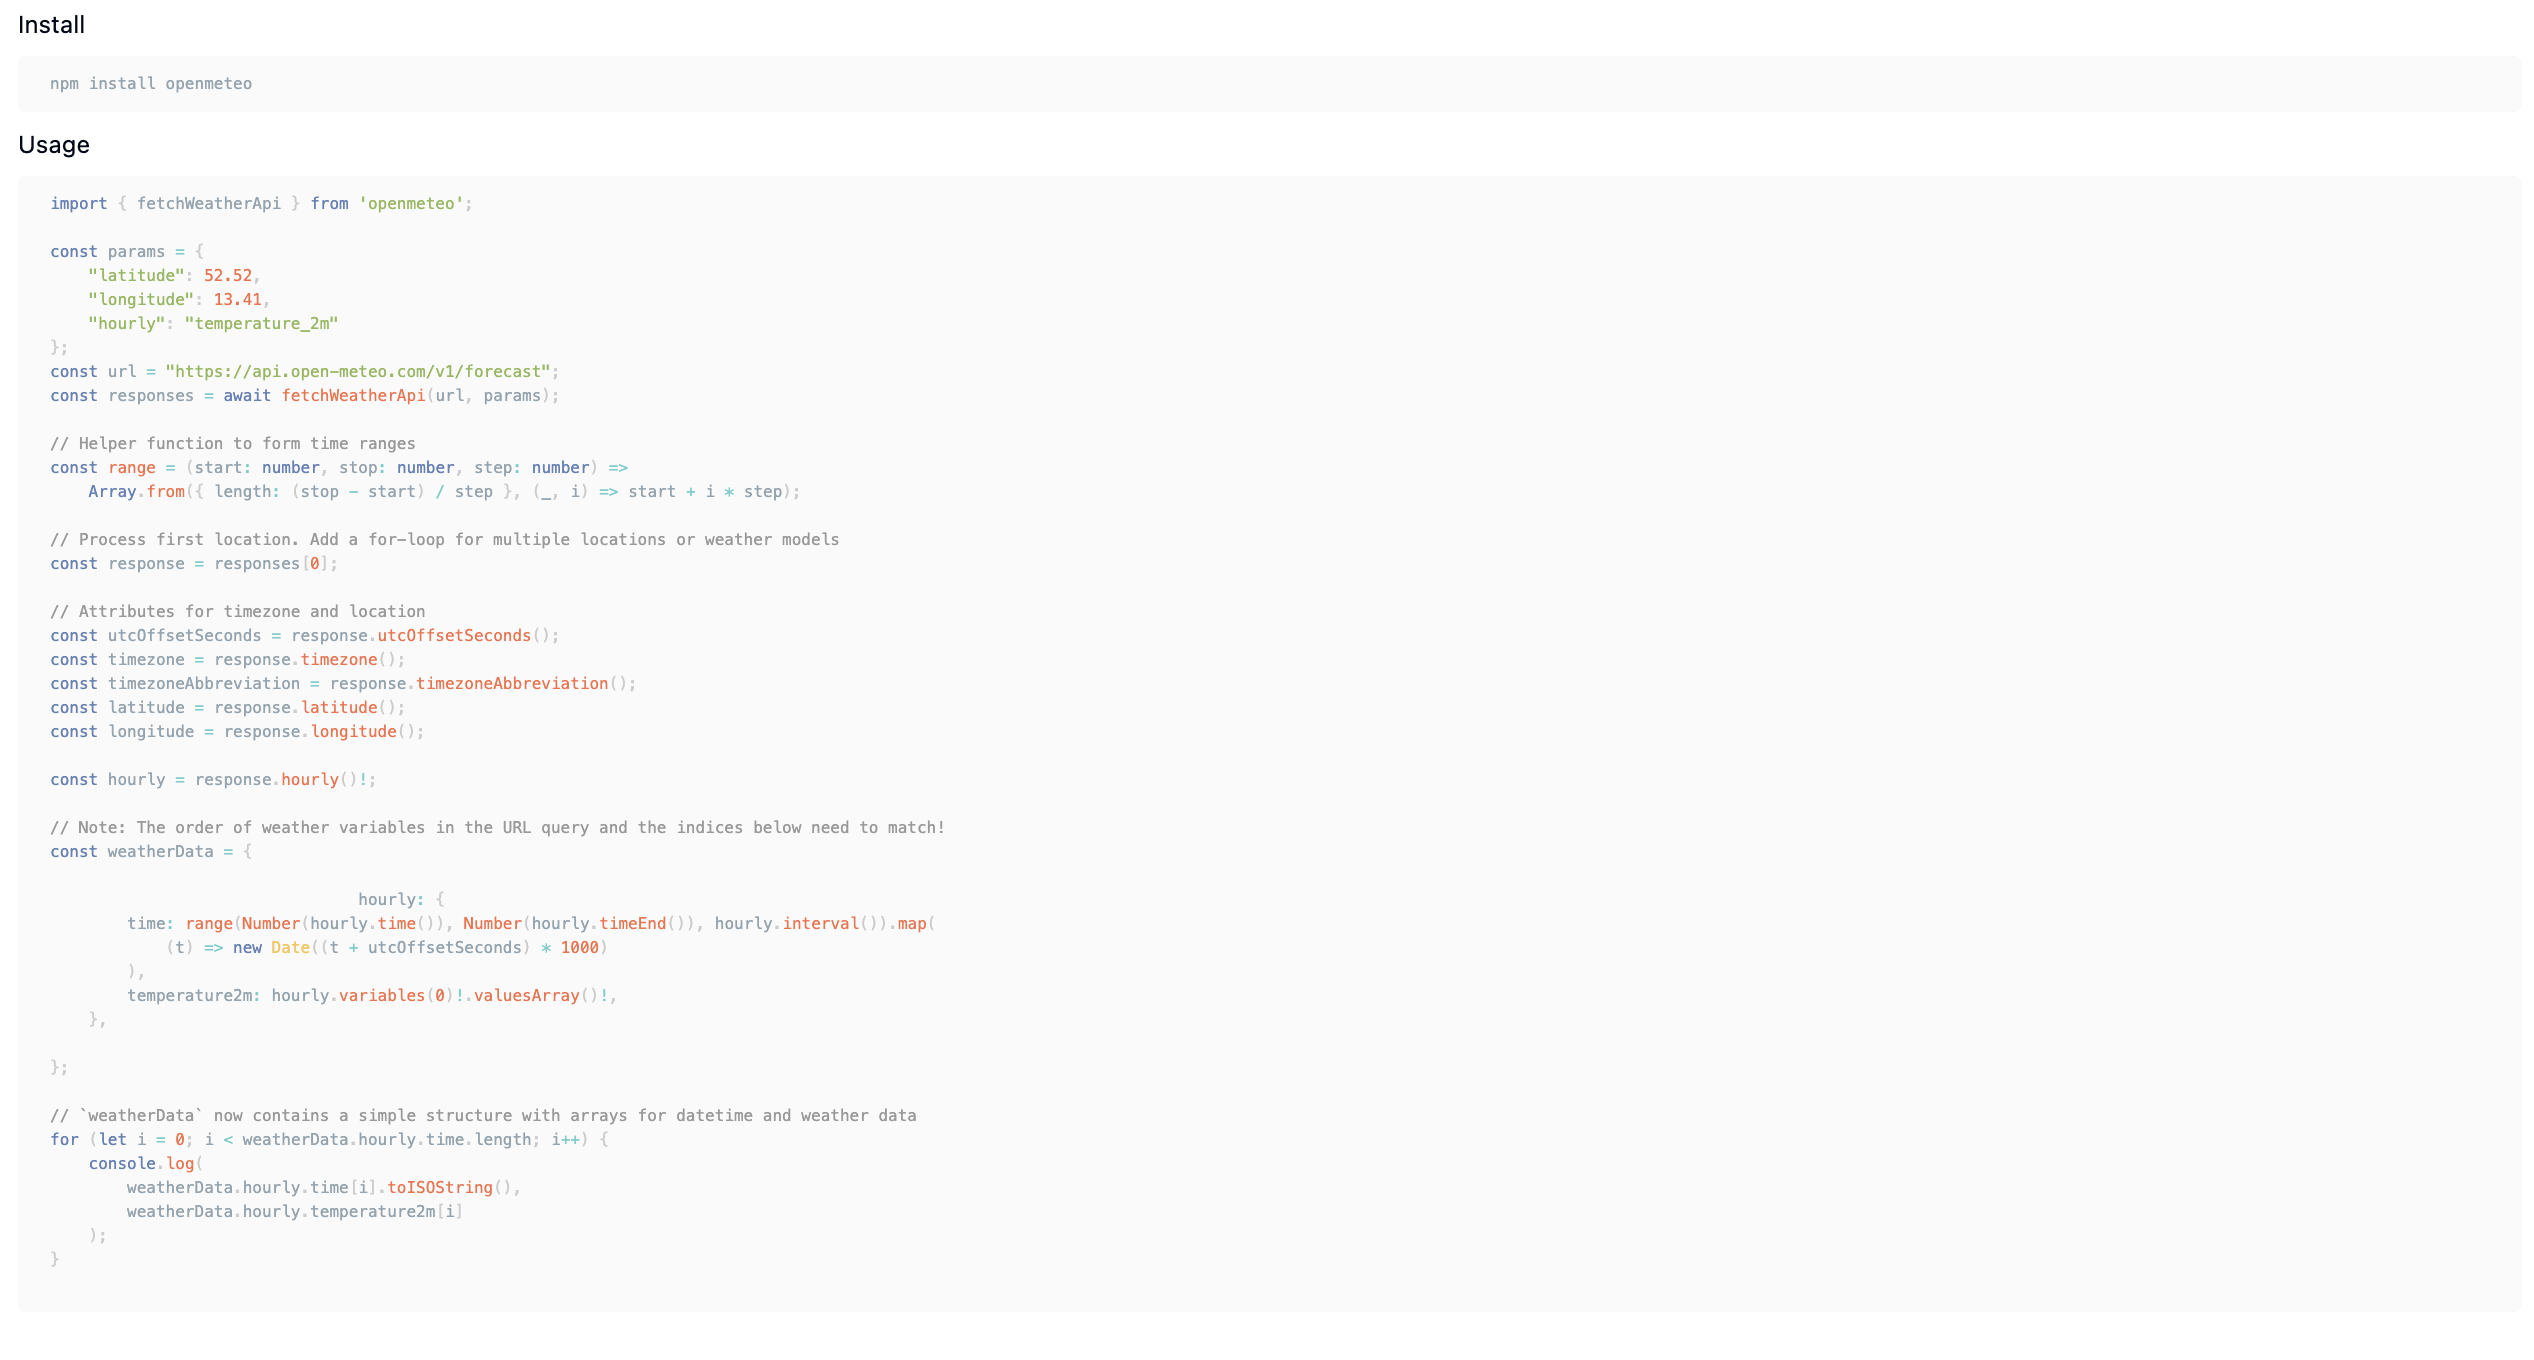 Install
npm install openmeteo
Usage
import { fetchWeatherApi } from 'openmeteo';
const params = {
    "latitude": 52.52,
    "longitude": 13.41,
    "hourly": "temperature_2m"
};
const url = "https://api.open-meteo.com/v1/forecast";
const responses = await fetchWeatherApi(url, params);
// Helper function to form time ranges
const range = (start: number, stop: number, step: number) =>
    Array.from({ length: (stop - start) / step }, (_, i) => start + i * step);
// Process first location. Add a for-loop for multiple locations or weather models
const response = responses[0];
// Attributes for timezone and location
const utcOffsetSeconds = response.utcOffsetSeconds();
const timezone = response.timezone();
const timezoneAbbreviation = response.timezoneAbbreviation();
const latitude = response.latitude();
const longitude = response.longitude();
const hourly = response.hourly()!;
// Note: The order of weather variables in the URL query and the indices below need to match!
const weatherData = {
                                hourly: {
        time: range(Number(hourly.time()), Number(hourly.timeEnd()), hourly.interval()).map(
            (t) => new Date((t + utcOffsetSeconds) * 1000)
        ),
        temperature2m: hourly.variables(0)!.valuesArray()!,
    },
};
// `weatherData` now contains a simple structure with arrays for datetime and weather data
for (let i = 0; i < weatherData.hourly.time.length; i++) {
    console.log(
        weatherData.hourly.time[i].toISOString(),
        weatherData.hourly.temperature2m[i]
    );
}